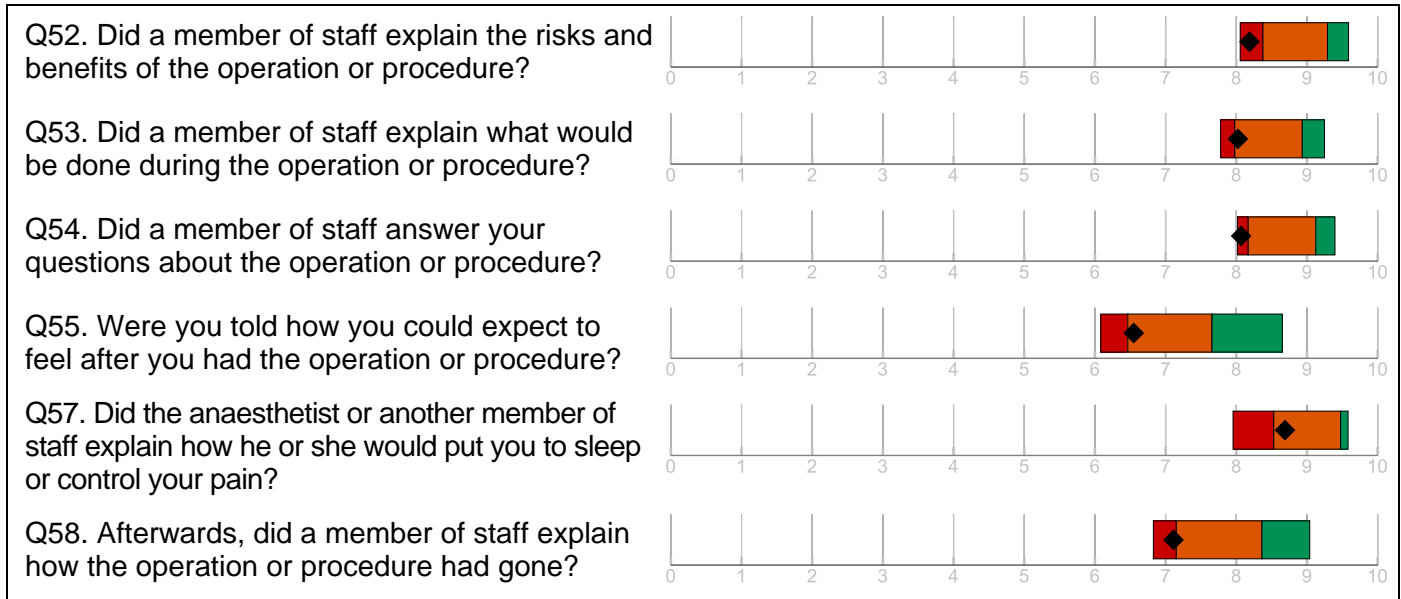 Q52. Did a member of staff explain the risks and
benefits of the operation or procedure?
0 1 2 3 4 5 6 7 8 9 10
Q53. Did a member of staff explain what would
be done during the operation or procedure?
0 1 2 3 4 5 6 7 8 9 10
Q54. Did a member of staff answer your
questions about the operation or procedure?
0 1 2 3 4 5 6 7 8 9 10
Q55. Were you told how you could expect to
feel after you had the operation or procedure?
0 1 2 3 4 5 6 7 8 9 10
Q57. Did the anaesthetist or another member of
staff explain how he or she would put you to sleep
or control your pain?
0 1 2 3 4 5 6 7 8 9 10
Q58. Afterwards, did a member of staff explain
how the operation or procedure had gone?
0 1 2 3 4 5 6 7 8 9 10